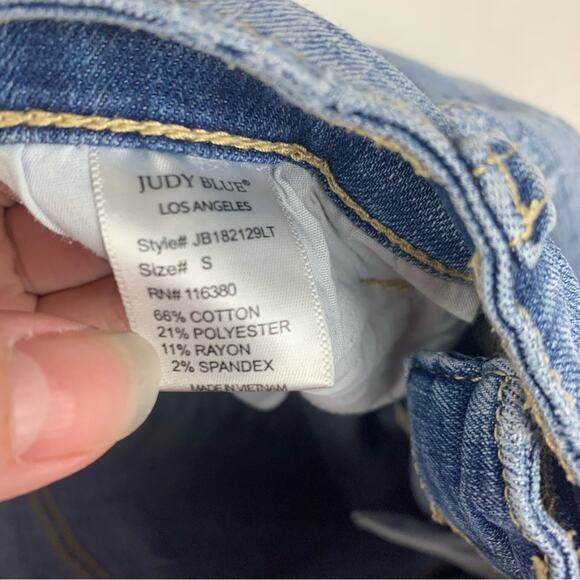 JUDY BLUE®
LOS ANGELES
Style# JB182129LT
Size# S
RN# 116380
66% COTTON
21% POLYESTER
11% RAYON
2% SPANDEX
MADE IN VIETNAM